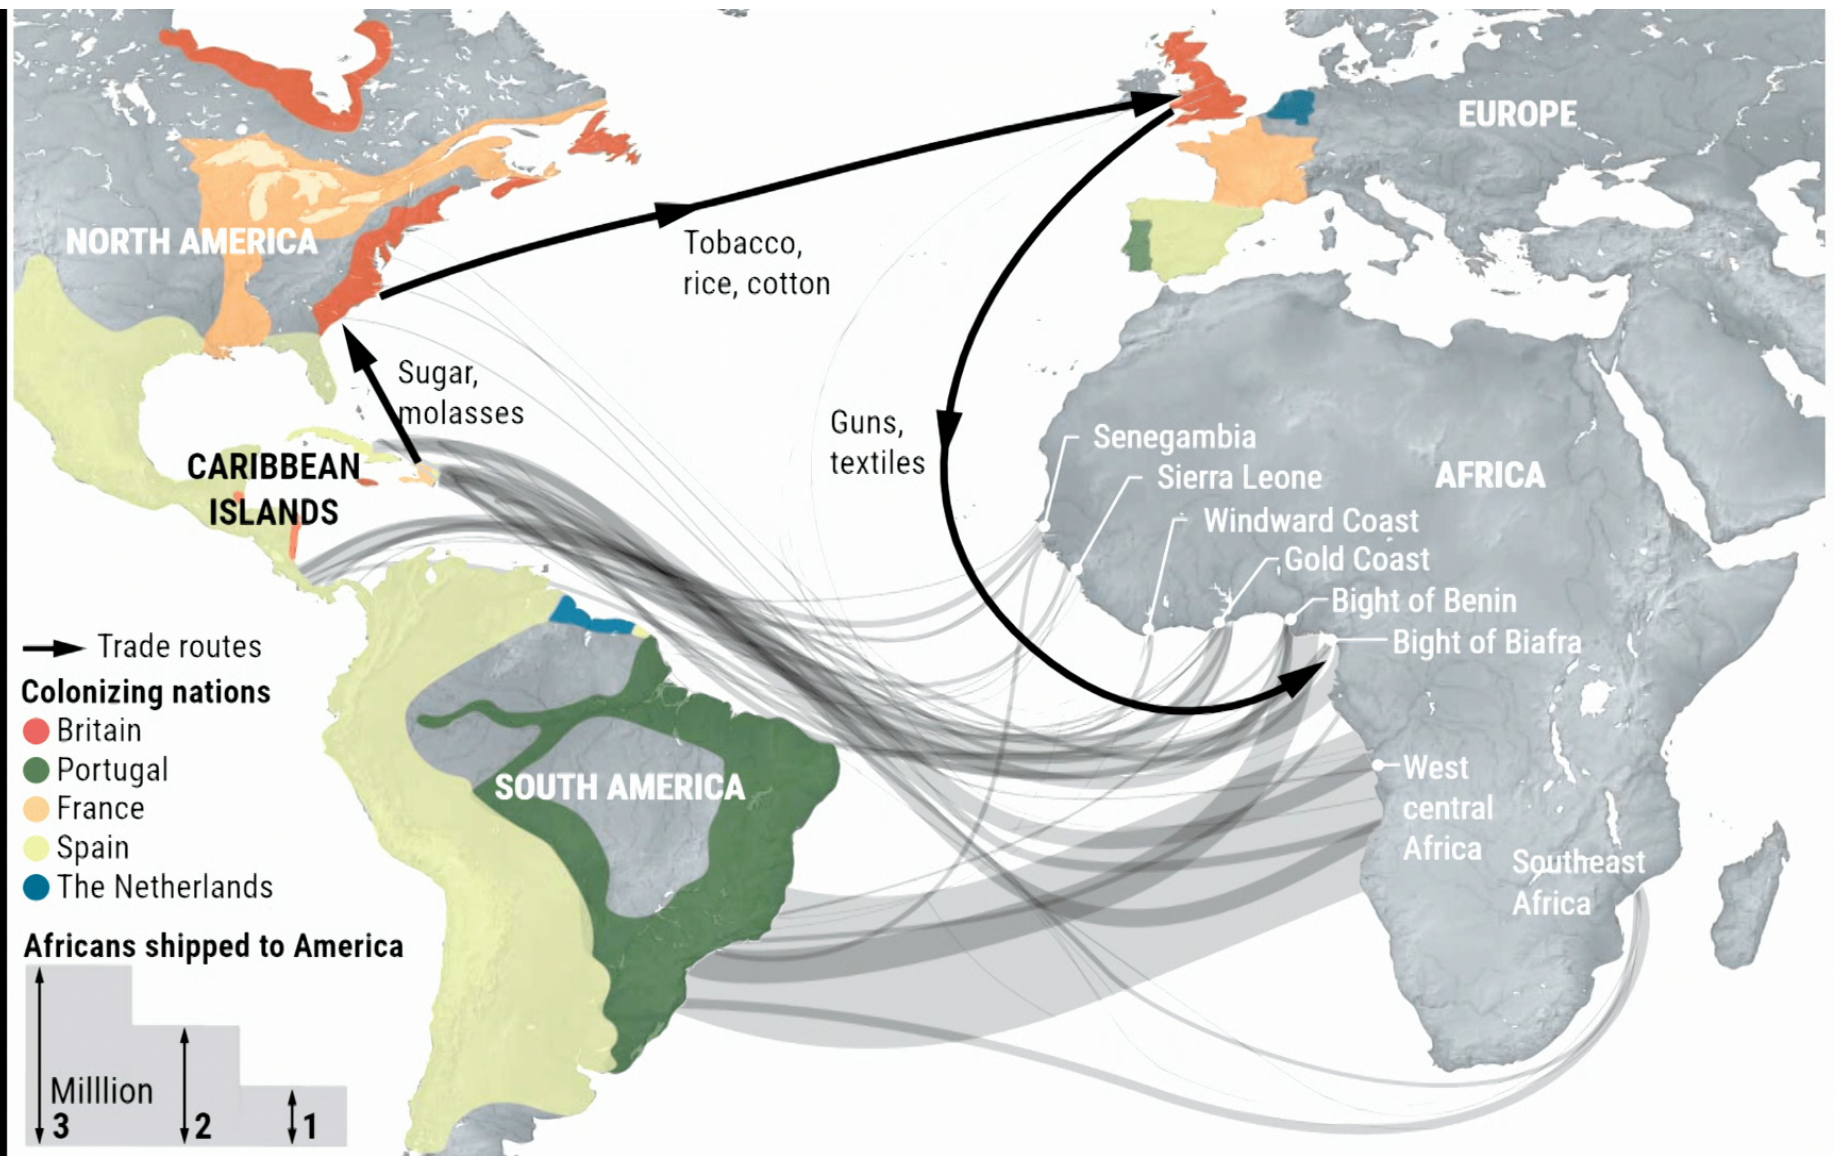 EUROPE
NORTH AMERICA
Tobacco,
rice, cotton
Sugar,
molasses
Guns,
textiles
CARIBBEAN
ISLANDS
Senegambia
Sierra Leone
AFRICA
Windward Coast
Gold Coast
Bight of Benin
Bight of Biafra
SOUTH AMERICA
West
central
Africa
Southeast
Africa
Trade routes
Colonizing nations
Britain
Portugal
France
Spain
The Netherlands
Africans shipped to America
Milllion
3
2
1